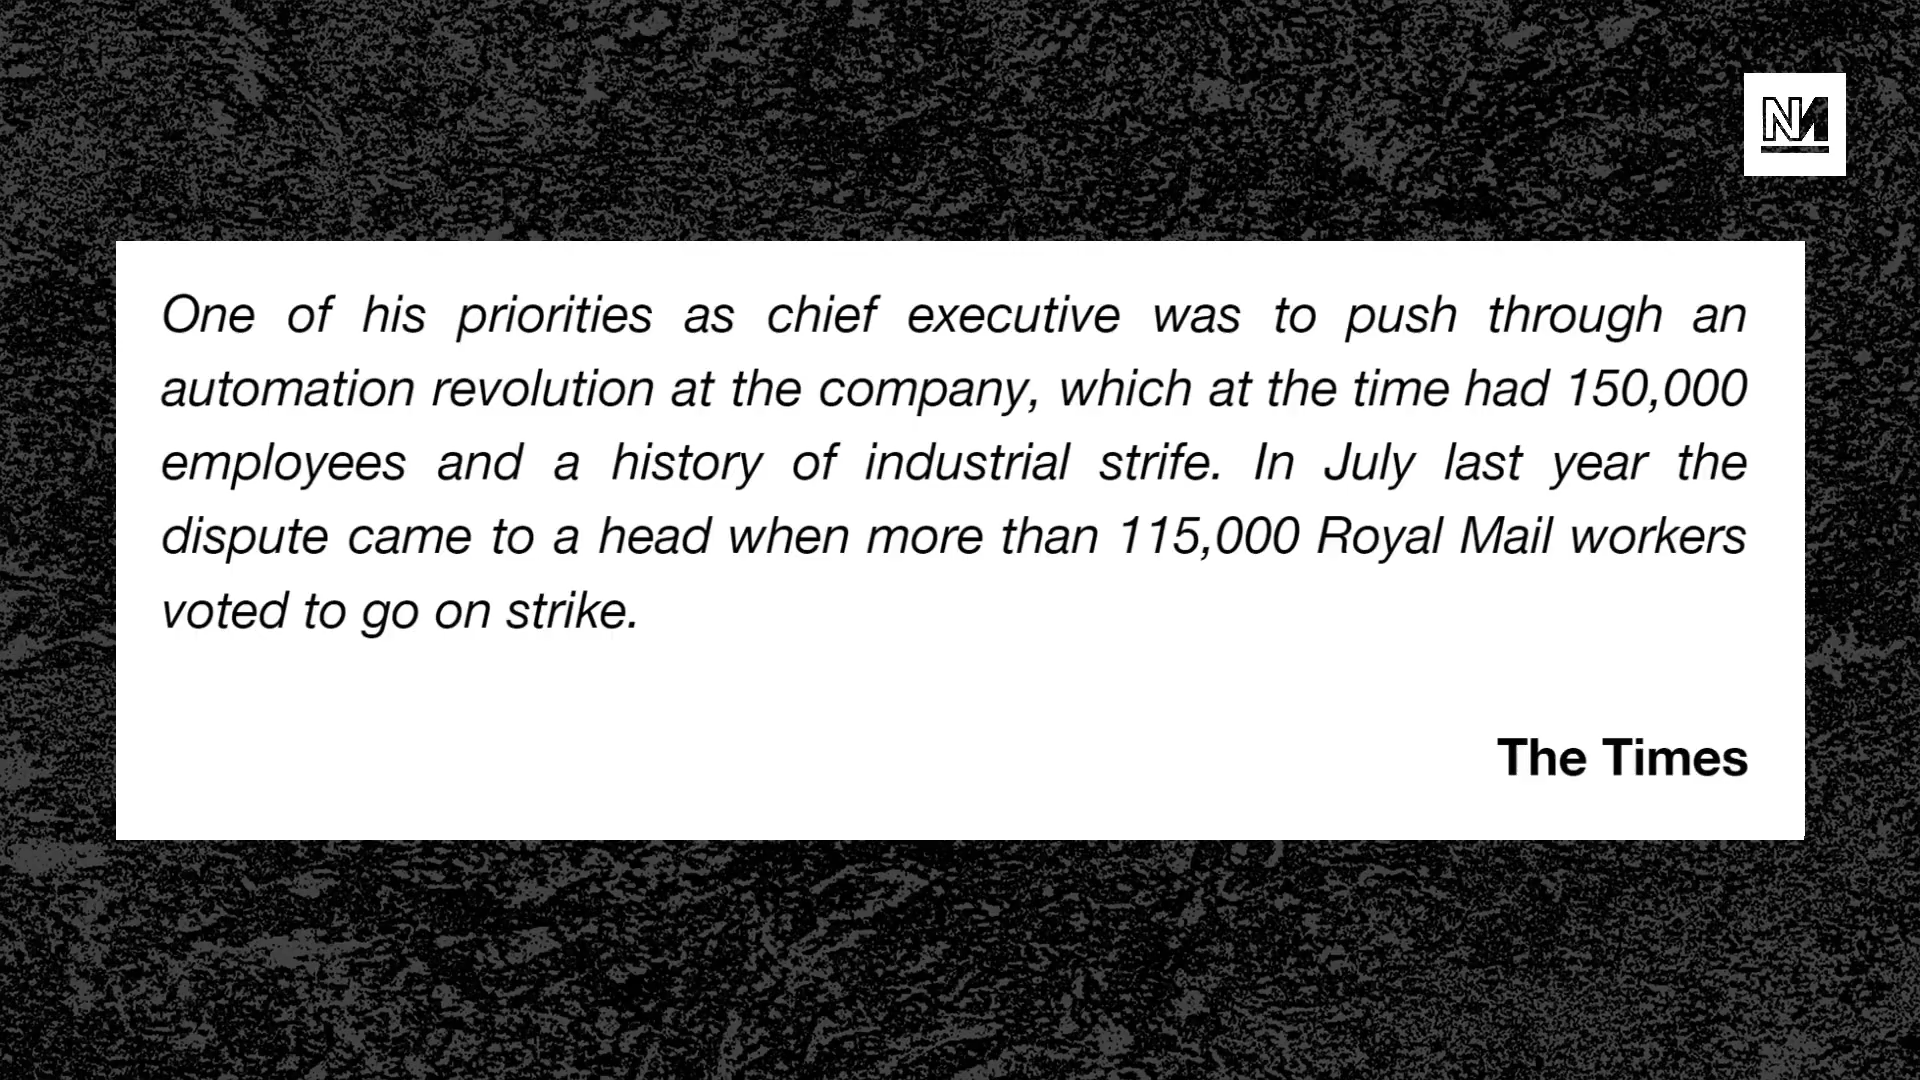 NM
One of his priorities as chief executive was to push through an
automation revolution at the company, which at the time had 150,000
employees and a history of industrial strife. In July last year the
dispute came to a head when more than 115,000 Royal Mail workers
voted to go on strike.
The Times